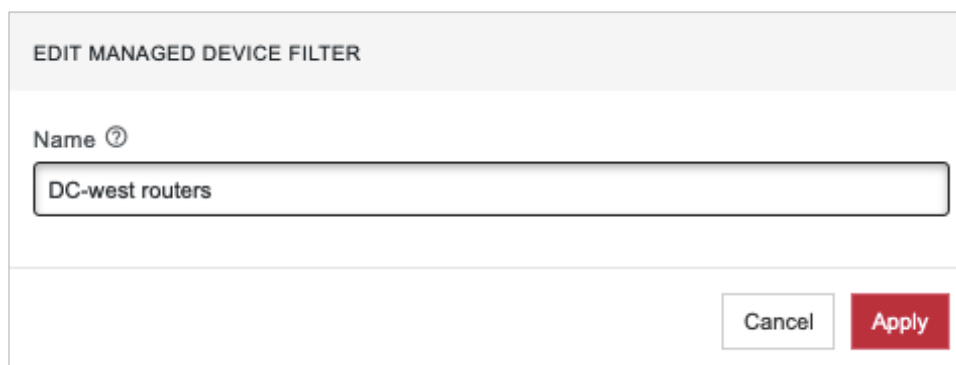 EDIT MANAGED DEVICE FILTER
Name ?
DC-west routers
Cancel Apply